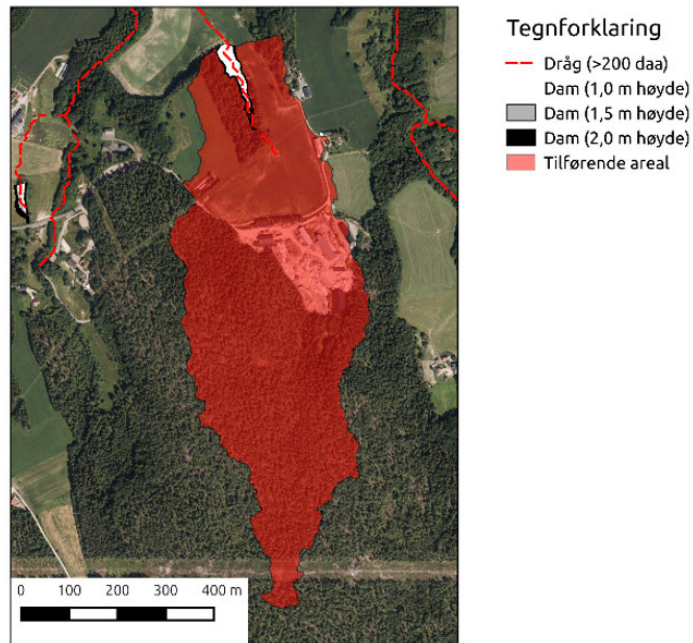 Tegnforklaring
Dråg (>200 daa)
Dam (1,0 m høyde)
Dam (1,5 m høyde)
Dam (2,0 m høyde)
Tilførende areal
0 100 200 300 400 m